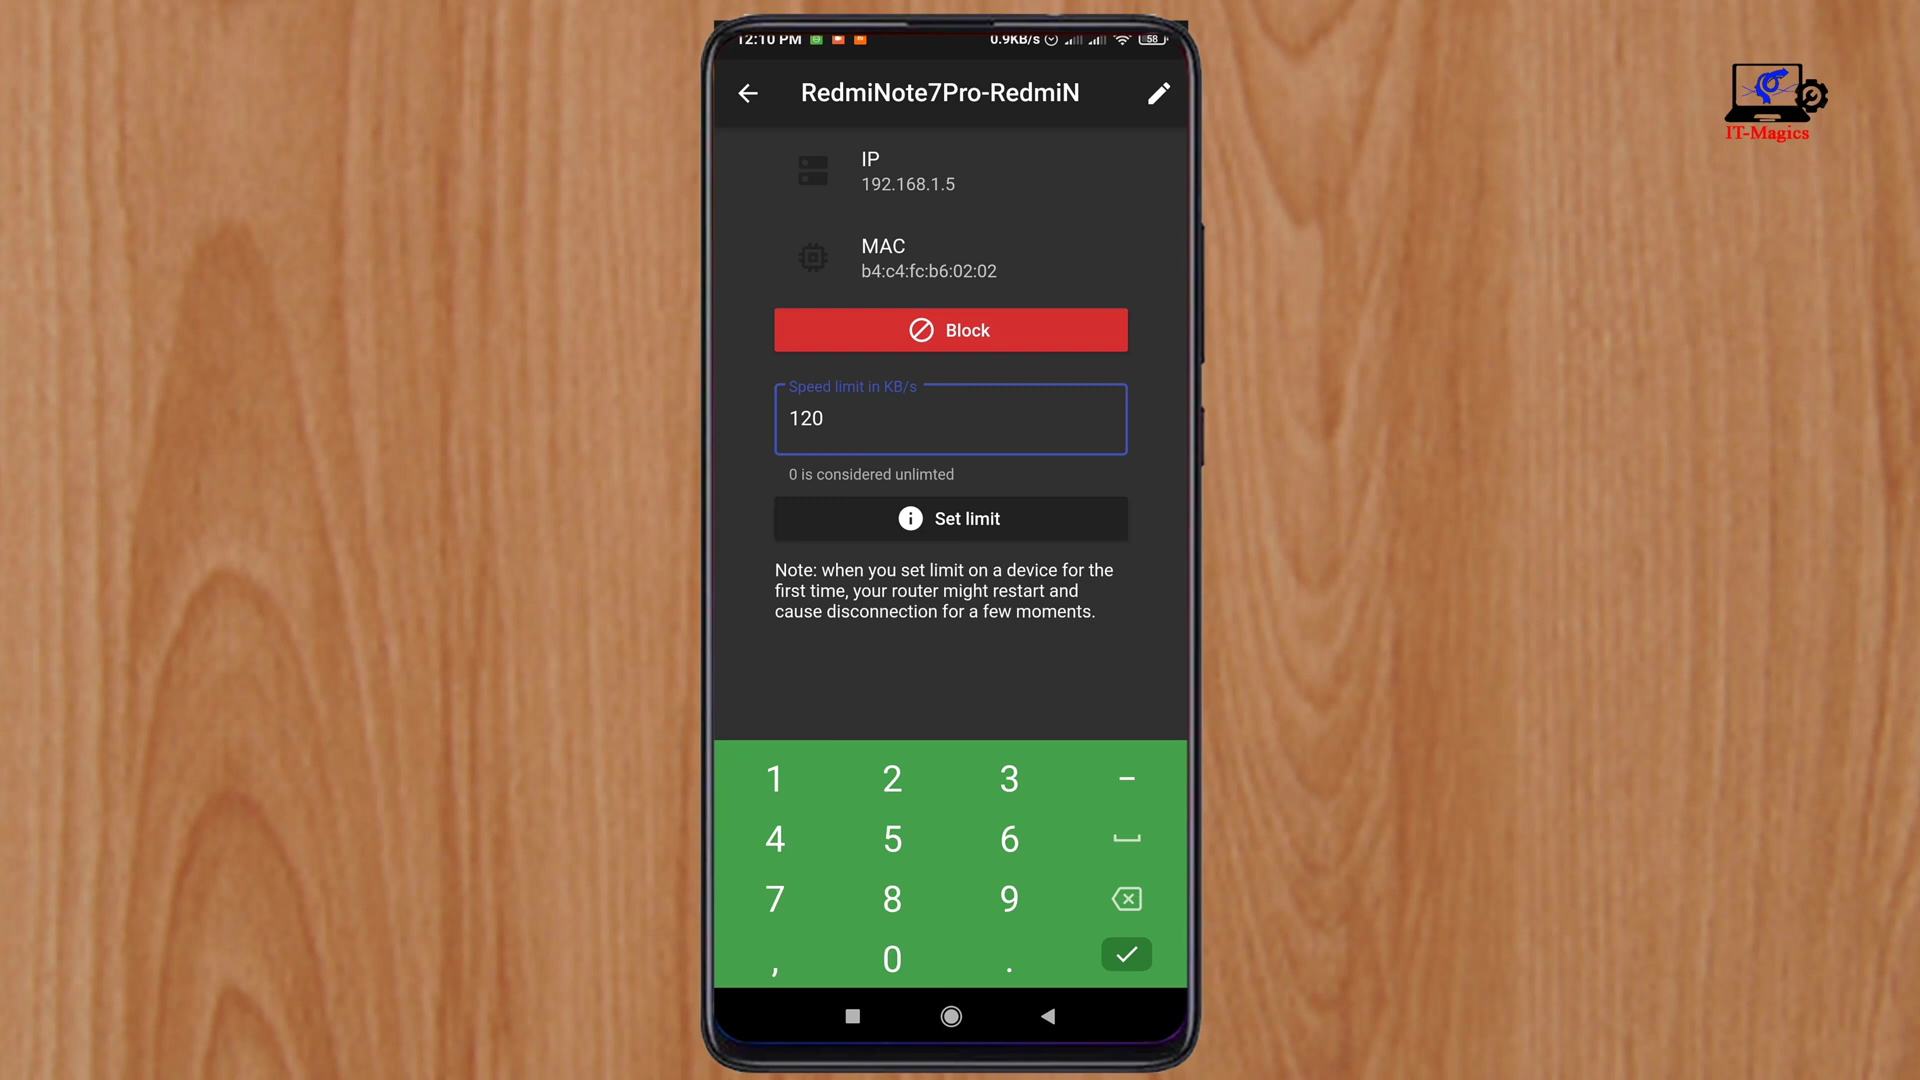 12:10 PM
0.9KB/s
58
RedmiNote7Pro-RedmiN
IP
192.168.1.5
MAC
b4:c4:fc:b6:02:02
Block
Speed limit in KB/s
120
0 is considered unlimted
Set limit
Note: when you set limit on a device for the
first time, your router might restart and
cause disconnection for a few moments.
1 2 3 -
4 5 6
7 8 9
, 0 .
IT-Magics